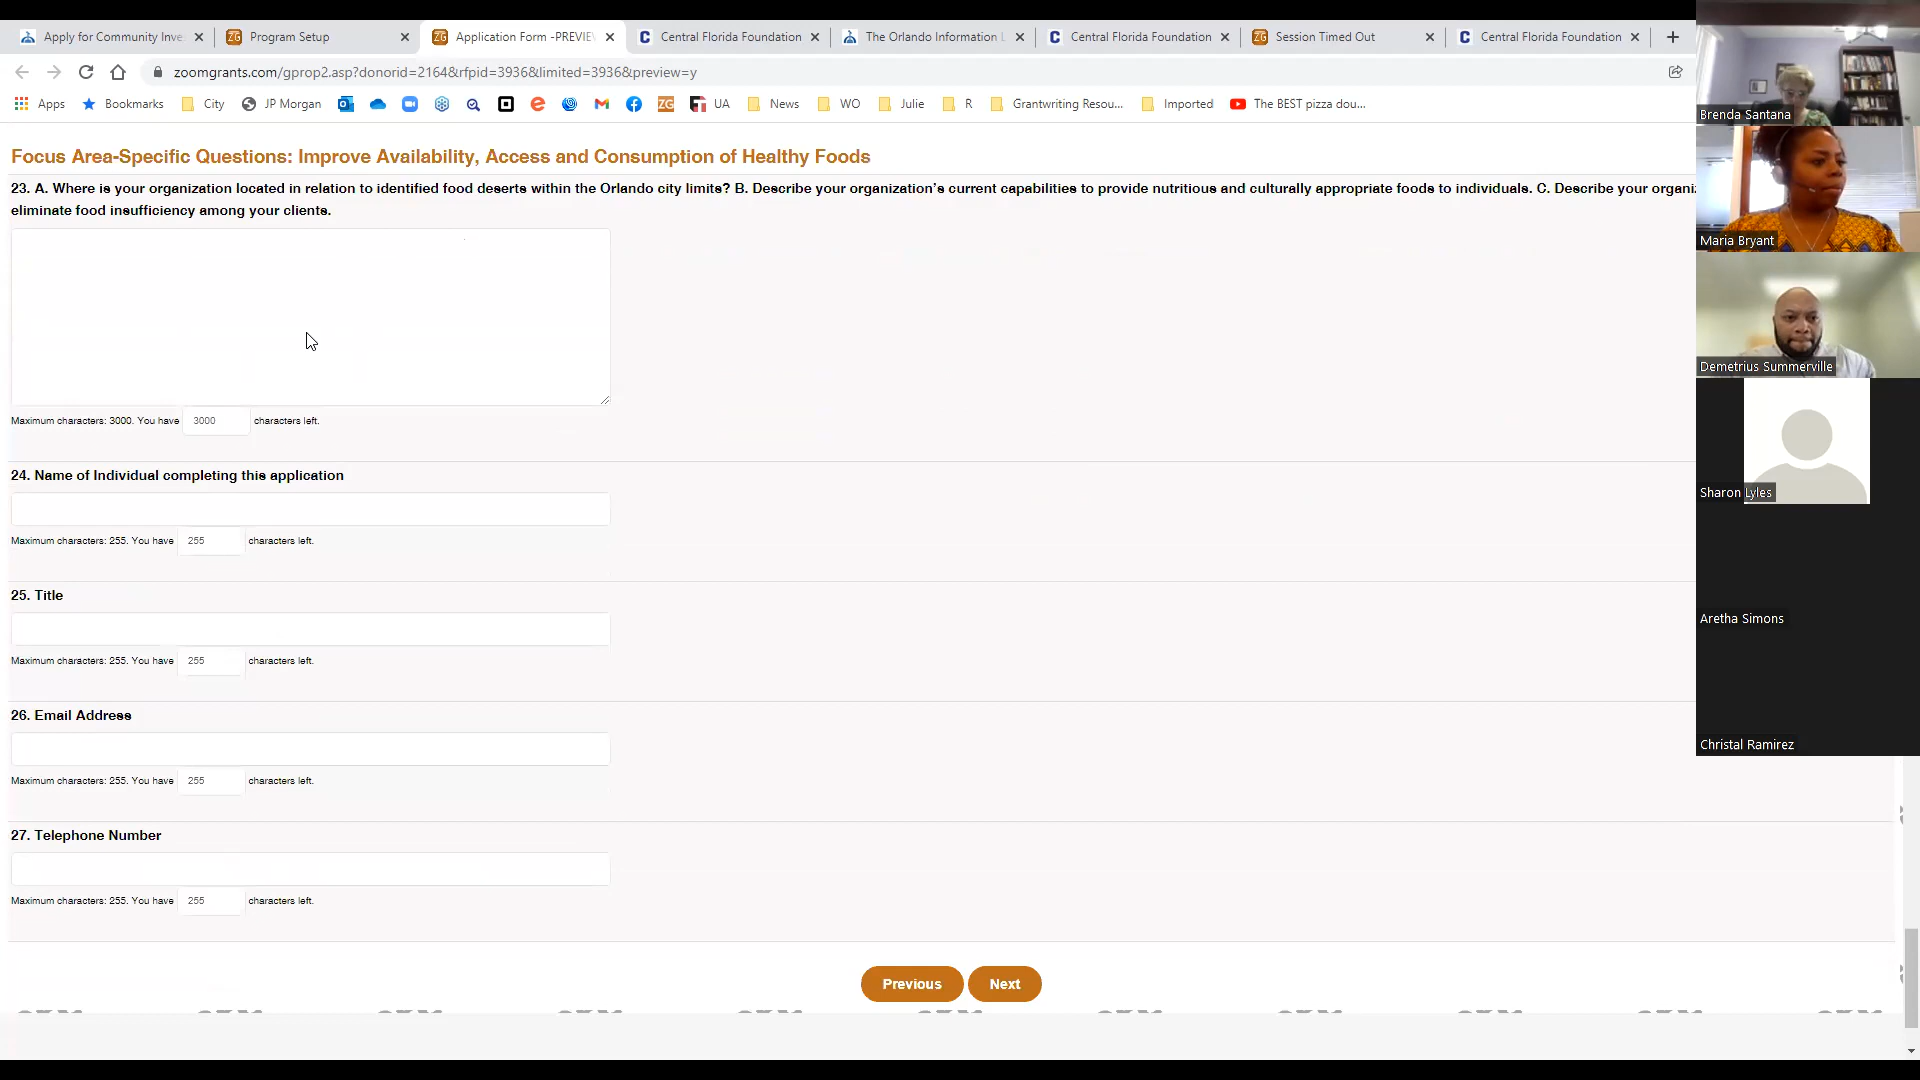 Apply for Community Inve
Program Setup
Application Form -PREVIEW
Central Florida Foundation
The Orlando Information L
Central Florida Foundation
Session Timed Out
Central Florida Foundation
zoomgrants.com/gprop2.asp?donorid=2164&rfpid=3936&limited=3936&preview=y
Apps
Bookmarks
City
JP Morgan
ZG
UA
News
WO
Julie
R
Grantwriting Resou...
Imported
The BEST pizza dou...
Focus Area-Specific Questions: Improve Availability, Access and Consumption of Healthy Foods
23. A. Where is your organization located in relation to identified food deserts within the Orlando city limits? B. Describe your organization's current capabilities to provide nutritious and culturally appropriate foods to individuals. C. Describe your organi
eliminate food insufficiency among your clients.
Maximum characters: 3000. You have 3000 characters left.
24. Name of Individual completing this application
Maximum characters: 255. You have 255 characters left.
25. Title
Maximum characters: 255. You have 255 characters left.
26. Email Address
Maximum characters: 255. You have 255 characters left.
27. Telephone Number
Maximum characters: 255. You have 255 characters left.
Previous
Next
Brenda Santana
Maria Bryant
Demetrius Summerville
Sharon Lyles
Aretha Simons
Christal Ramirez